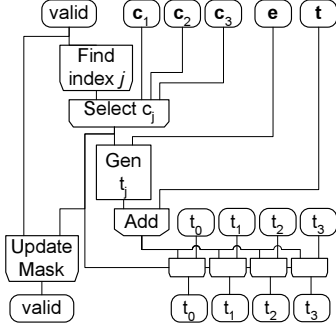 valid c₁ c₂ c₃ e t
Find
index j
Select cⱼ
Gen
tⱼ
Add
t₀ t₁ t₂ t₃
Update
Mask
valid t₀ t₁ t₂ t₃